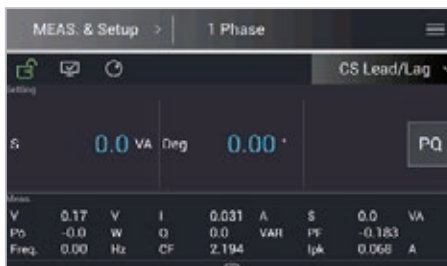 MEAS. & Setup > 1 Phase
CS Lead/Lag
Setting
S 0.0 VA Deg 0.00 ° PQ
Meas.
V 0.17 V I 0.031 A S 0.0 VA
Po -0.0 W Q 0.0 VAR PF -0.183
Freq. 0.00 Hz CF 2.194 Ipk 0.068 A